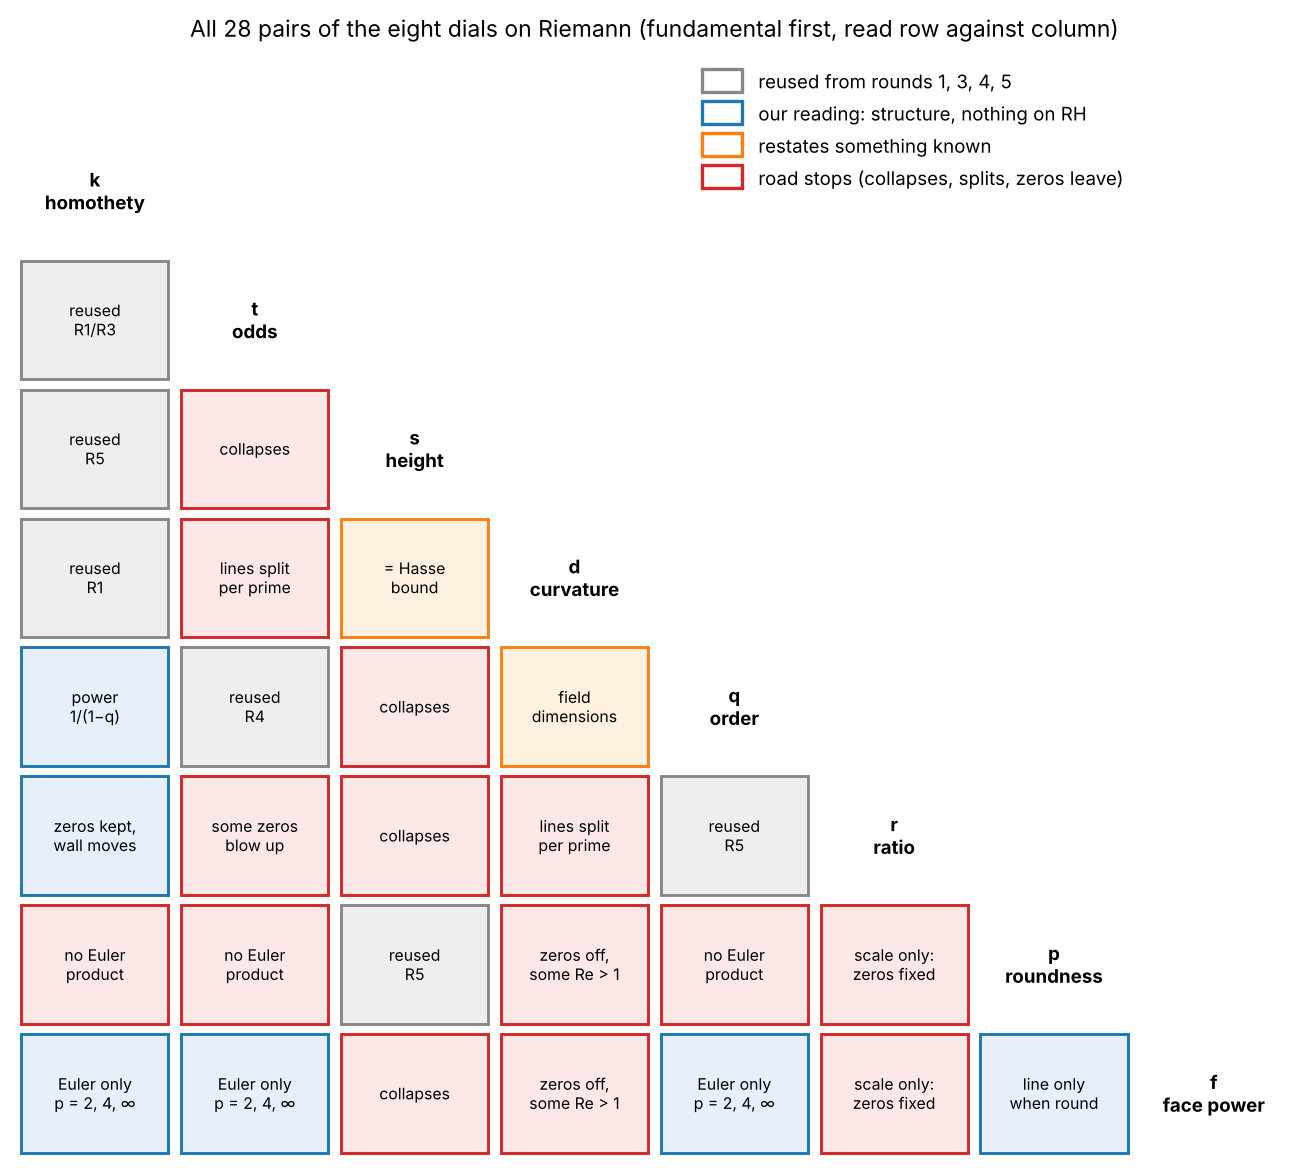 All 28 pairs of the eight dials on Riemann (fundamental first, read row against column)
reused from rounds 1, 3, 4, 5
our reading: structure, nothing on RH
restates something known
road stops (collapses, splits, zeros leave)
k
homothety
reused
R1/R3
t
odds
reused
R5
collapses
s
height
reused
R1
lines split
per prime
= Hasse
bound
d
curvature
power
1/(1−q)
reused
R4
collapses
field
dimensions
q
order
zeros kept,
wall moves
some zeros
blow up
collapses
lines split
per prime
reused
R5
r
ratio
no Euler
product
no Euler
product
reused
R5
zeros off,
some Re > 1
no Euler
product
scale only:
zeros fixed
p
roundness
Euler only
p = 2, 4, ∞
Euler only
p = 2, 4, ∞
collapses
zeros off,
some Re > 1
Euler only
p = 2, 4, ∞
scale only:
zeros fixed
line only
when round
f
face power